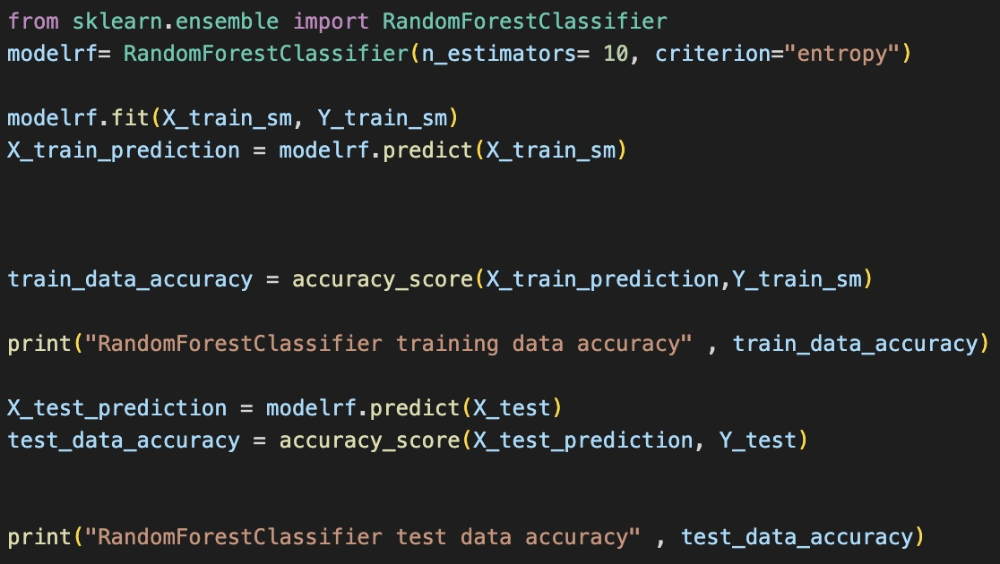 from sklearn.ensemble import RandomForestClassifier
modelrf= RandomForestClassifier(n_estimators= 10, criterion="entropy")
modelrf.fit(X_train_sm, Y_train_sm)
X_train_prediction = modelrf.predict(X_train_sm)
train_data_accuracy = accuracy_score(X_train_prediction,Y_train_sm)
print("RandomForestClassifier training data accuracy" , train_data_accuracy)
X_test_prediction = modelrf.predict(X_test)
test_data_accuracy = accuracy_score(X_test_prediction, Y_test)
print("RandomForestClassifier test data accuracy" , test_data_accuracy)